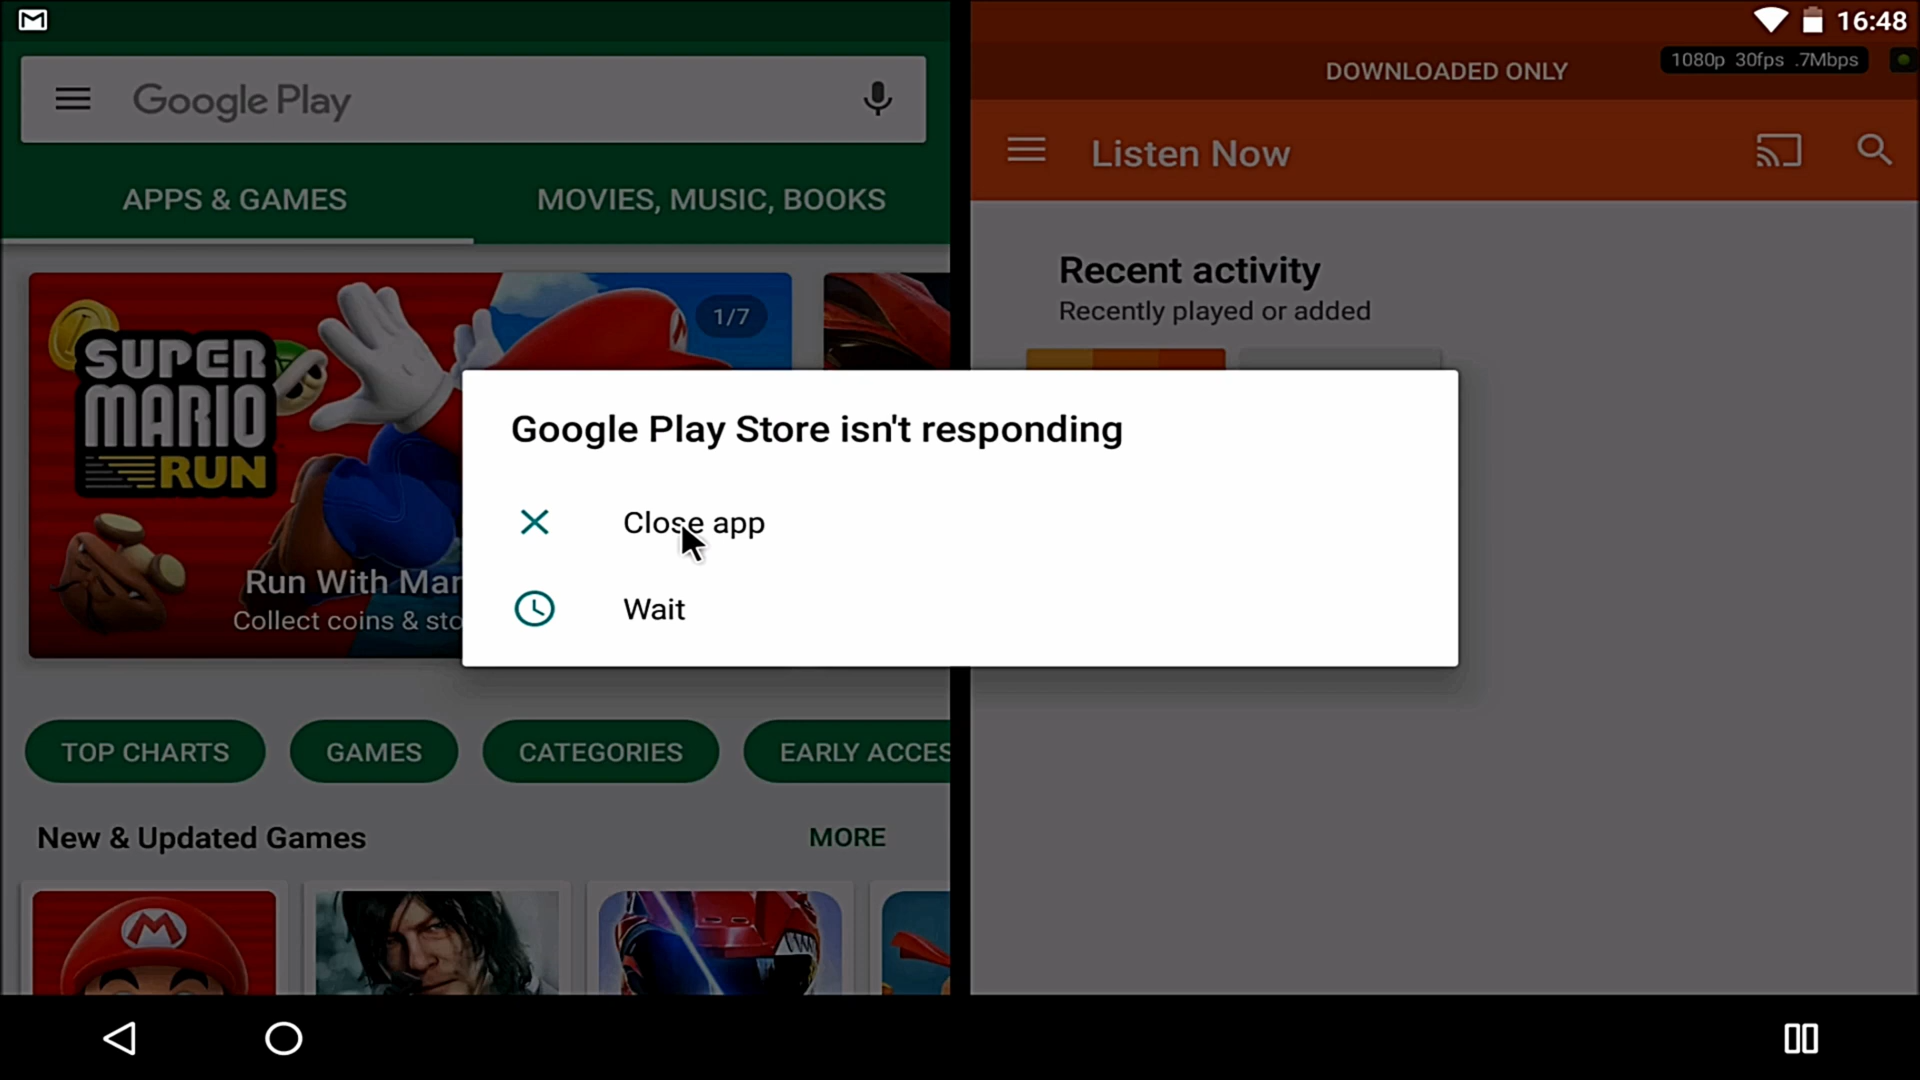 16:48
1080p 30fps .7Mbps
Google Play
DOWNLOADED ONLY
Listen Now
APPS & GAMES
MOVIES, MUSIC, BOOKS
Recent activity
Recently played or added
1/7
SUPER
MARIO
RUN
Google Play Store isn't responding
Close app
Wait
Run With Mar
Collect coins & sto
TOP CHARTS
GAMES
CATEGORIES
EARLY ACCES
New & Updated Games
MORE